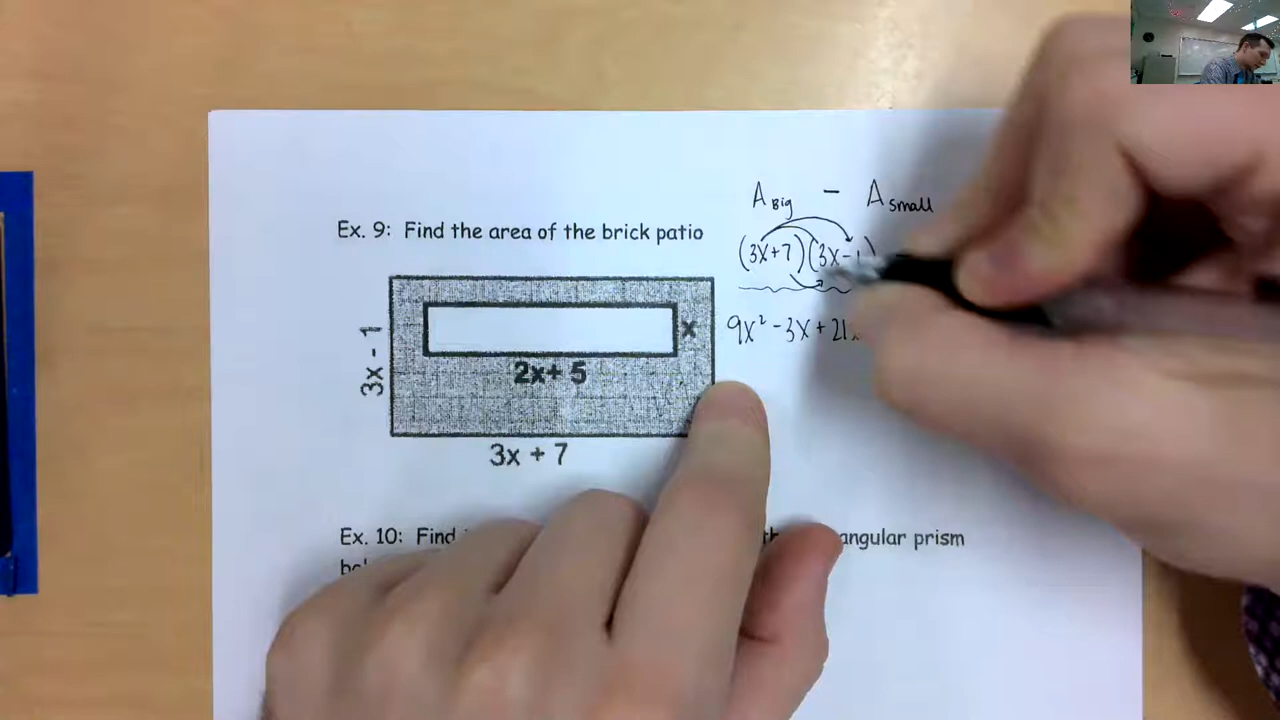 A Big - A Small
Ex. 9: Find the area of the brick patio
(3x+7)(3x-1)
3x - 1
x
9x² - 3x + 21
2x+ 5
3x + 7
Ex. 10: Find
angular prism